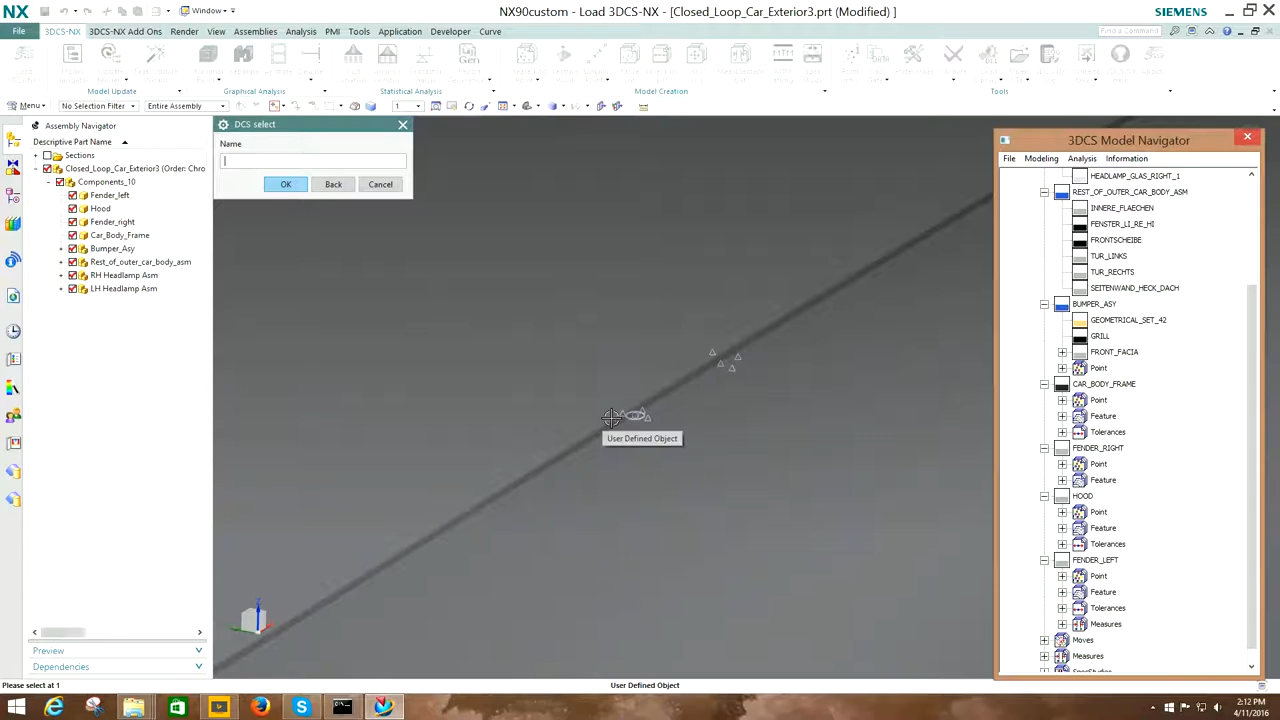 NX
Window
NX90custom - Load 3DCS-NX - [Closed_Loop_Car_Exterior3.prt (Modified) ]
SIEMENS
File
3DCS-NX
3DCS-NX Add Ons
Render
View
Assemblies
Analysis
PMI
Tools
Application
Developer
Curve
Find a Command
Model Update
Graphical Analysis
Statistical Analysis
Model Creation
Tools
Menu
No Selection Filter
Entire Assembly
1
Assembly Navigator
Descriptive Part Name
Sections
Closed_Loop_Car_Exterior3 (Order: Chro
Components_10
Fender_left
Hood
Fender_right
Car_Body_Frame
Bumper_Asy
Rest_of_outer_car_body_asm
RH Headlamp Asm
LH Headlamp Asm
Preview
Dependencies
DCS select
Name
OK
Back
Cancel
User Defined Object
3DCS Model Navigator
File
Modeling
Analysis
Information
HEADLAMP_GLAS_RIGHT_1
REST_OF_OUTER_CAR_BODY_ASM
INNERE_FLAECHEN
FENSTER_LI_RE_HI
FRONTSCHEIBE
TUR_LINKS
TUR_RECHTS
SEITENWAND_HECK_DACH
BUMPER_ASY
GEOMETRICAL_SET_42
GRILL
FRONT_FACIA
Point
CAR_BODY_FRAME
Point
Feature
Tolerances
FENDER_RIGHT
Point
Feature
HOOD
Point
Feature
Tolerances
FENDER_LEFT
Point
Feature
Tolerances
Measures
Moves
Measures
Please select at 1
User Defined Object
2:12 PM
4/11/2016